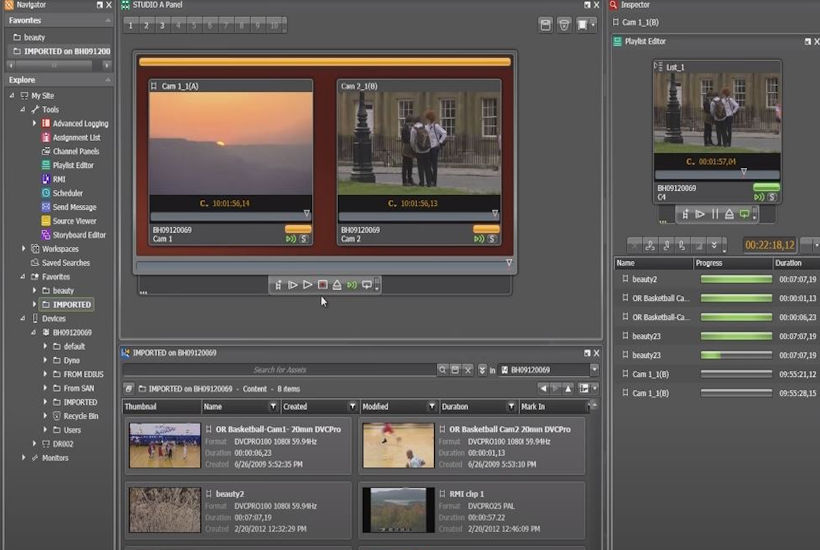 Navigator
Favorites
beauty
IMPORTED on BH091200
Explore
My Site
Tools
Advanced Logging
Assignment List
Channel Panels
Playlist Editor
RMI
Scheduler
Send Message
Source Viewer
Storyboard Editor
Workspaces
Saved Searches
Favorites
beauty
IMPORTED
Devices
BH09120069
default
Dyno
FROM EDIUS
From SAN
IMPORTED
Recycle Bin
Users
DR002
Monitors
STUDIO A Panel
1 2 3 4 5 6 7 8 9 10
Cam 1_1(A)
C. 10:01:56,14
BH09120069
Cam 1
S
Cam 2_1(B)
C. 10:01:56,13
BH09120069
Cam 2
S
IMPORTED on BH09120069
Search for Assets
in BH09120069
IMPORTED on BH09120069 - Content - 8 items
Thumbnail Name Created Modified Duration Mark In
OR Basketball-Cam1- 20mn DVCPro
Format DVCPRO100 1080I 59.94Hz
Duration 00:00:06,23
Created 6/26/2009 5:52:35 PM
OR Basketball Cam2 20mn DVCPro
Format DVCPRO100 1080I 59.94Hz
Duration 00:00:01,13
Created 6/26/2009 5:53:10 PM
beauty2
Format DVCPRO100 1080I 59.94Hz
Duration 00:07:07,19
Created 2/20/2012 12:32:29 PM
RMI clip 1
Format DVCPRO25 PAL
Duration 00:00:57.22
Created 2/20/2012 12:46:09 PM
Inspector
Cam 1_1(B)
Playlist Editor
List_1
C. 00:01:57,04
BH09120069
C4
S
00:22:18,12
Name Progress Duration
beauty2 00:07:07,19
OR Basketball Ca... 00:00:01,13
OR Basketball-Ca... 00:00:06,23
beauty23 00:07:07,19
beauty23 00:07:07,19
Cam 1_1(B) 09:55:21,12
Cam 1_1(B) 09:55:28,15